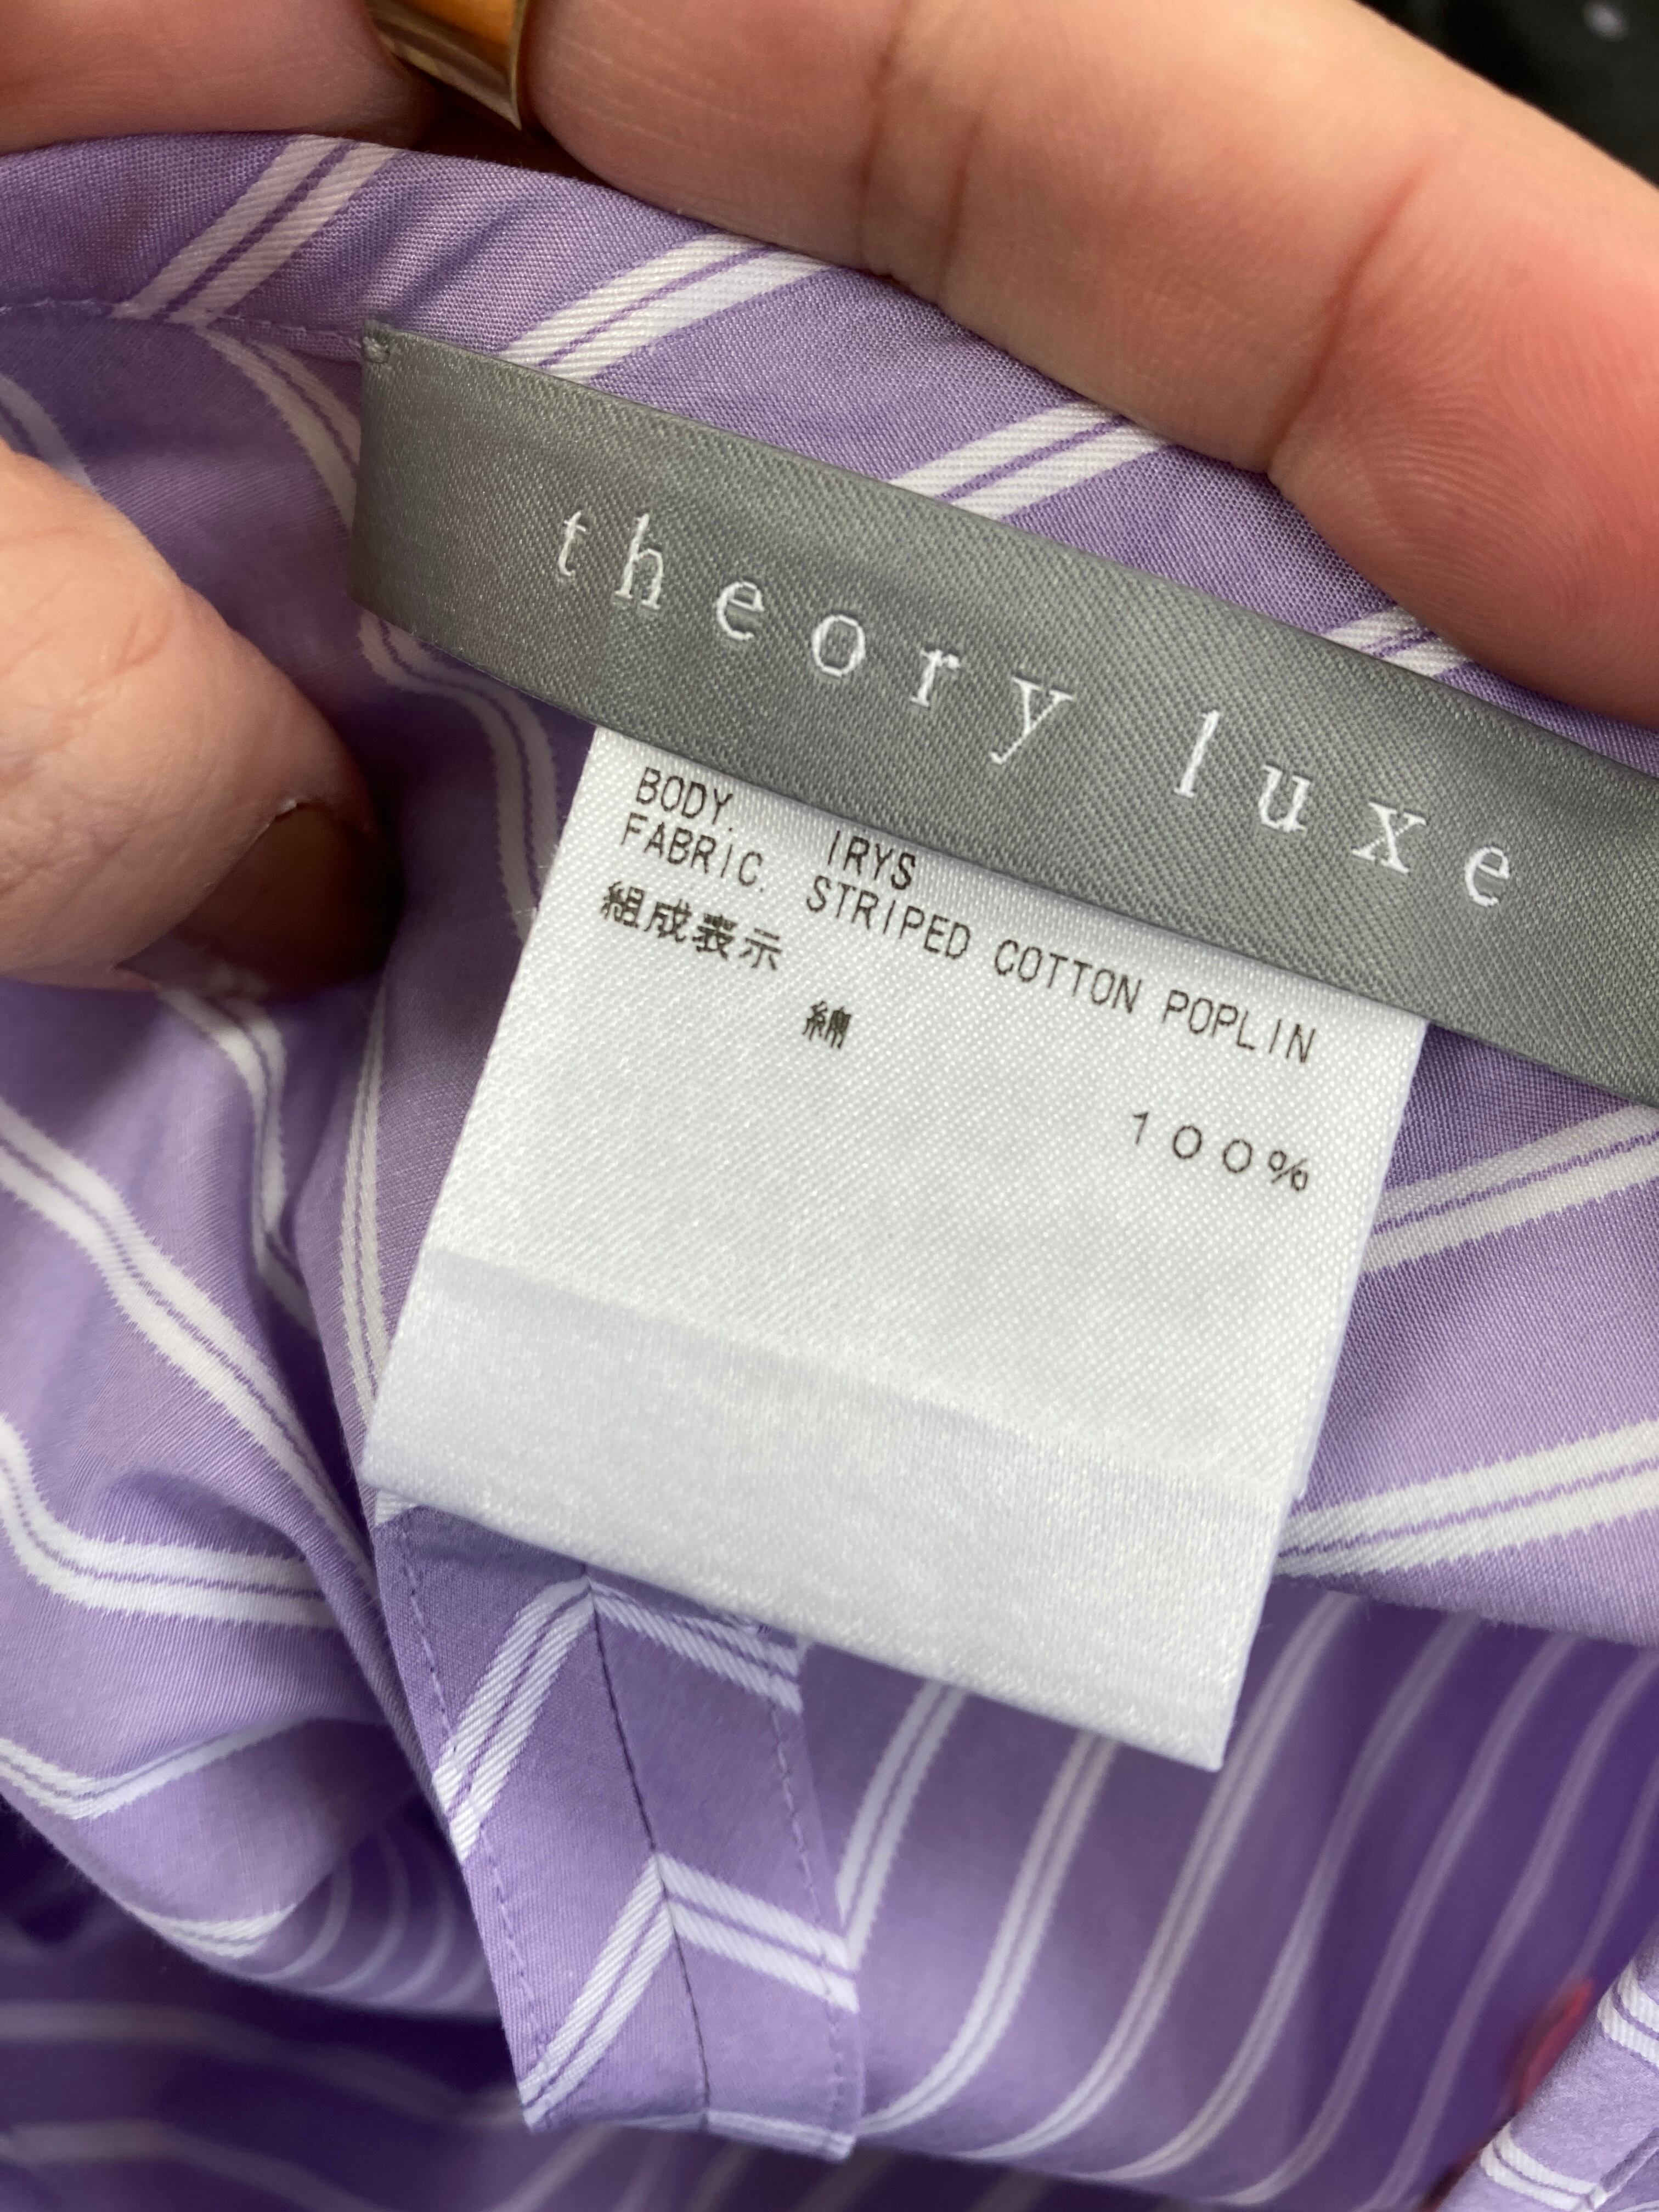 theory luxe
BODY. IRYS
FABRIC. STRIPED COTTON POPLIN
組成表示
綿
１００％